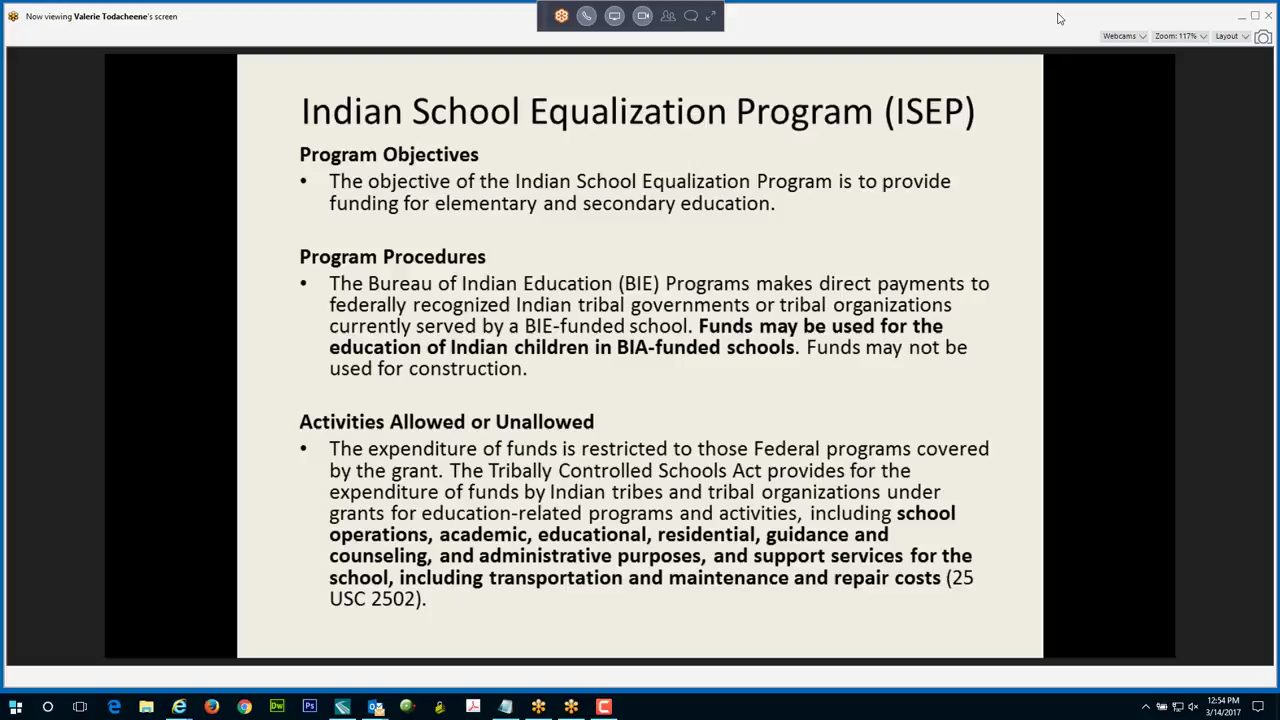 Now viewing Valerie Todacheene's screen
Webcams
Zoom: 117%
Layout
Indian School Equalization Program (ISEP)
Program Objectives
• The objective of the Indian School Equalization Program is to provide
funding for elementary and secondary education.
Program Procedures
• The Bureau of Indian Education (BIE) Programs makes direct payments to
federally recognized Indian tribal governments or tribal organizations
currently served by a BIE-funded school. Funds may be used for the
education of Indian children in BIA-funded schools. Funds may not be
used for construction.
Activities Allowed or Unallowed
• The expenditure of funds is restricted to those Federal programs covered
by the grant. The Tribally Controlled Schools Act provides for the
expenditure of funds by Indian tribes and tribal organizations under
grants for education-related programs and activities, including school
operations, academic, educational, residential, guidance and
counseling, and administrative purposes, and support services for the
school, including transportation and maintenance and repair costs (25
USC 2502).
Dw
Ps
12:54 PM
3/14/2017